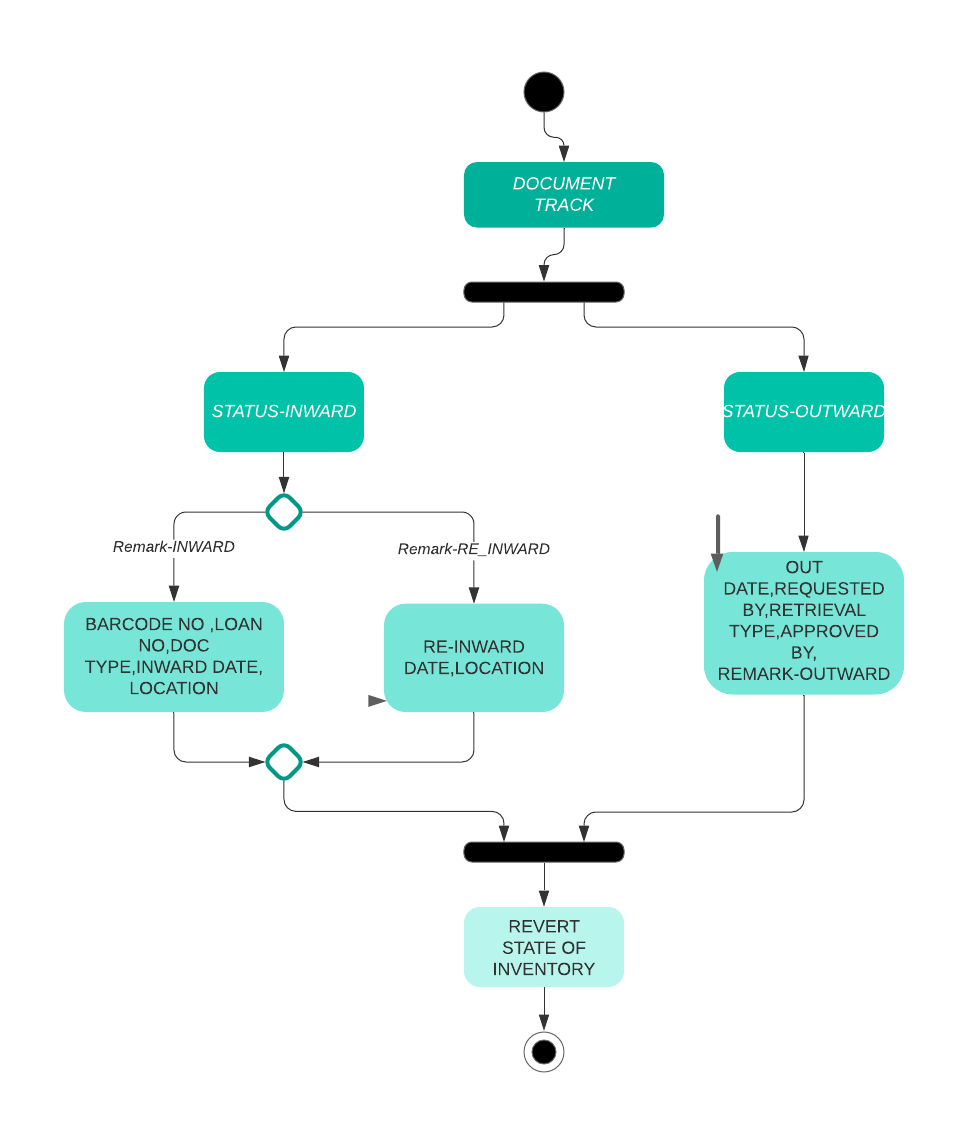 DOCUMENT
TRACK
STATUS-INWARD
STATUS-OUTWARD
Remark-INWARD
Remark-RE_INWARD
BARCODE NO ,LOAN
NO,DOC
TYPE,INWARD DATE,
LOCATION
RE-INWARD
DATE,LOCATION
OUT
DATE,REQUESTED
BY,RETRIEVAL
TYPE,APPROVED
BY,
REMARK-OUTWARD
REVERT
STATE OF
INVENTORY